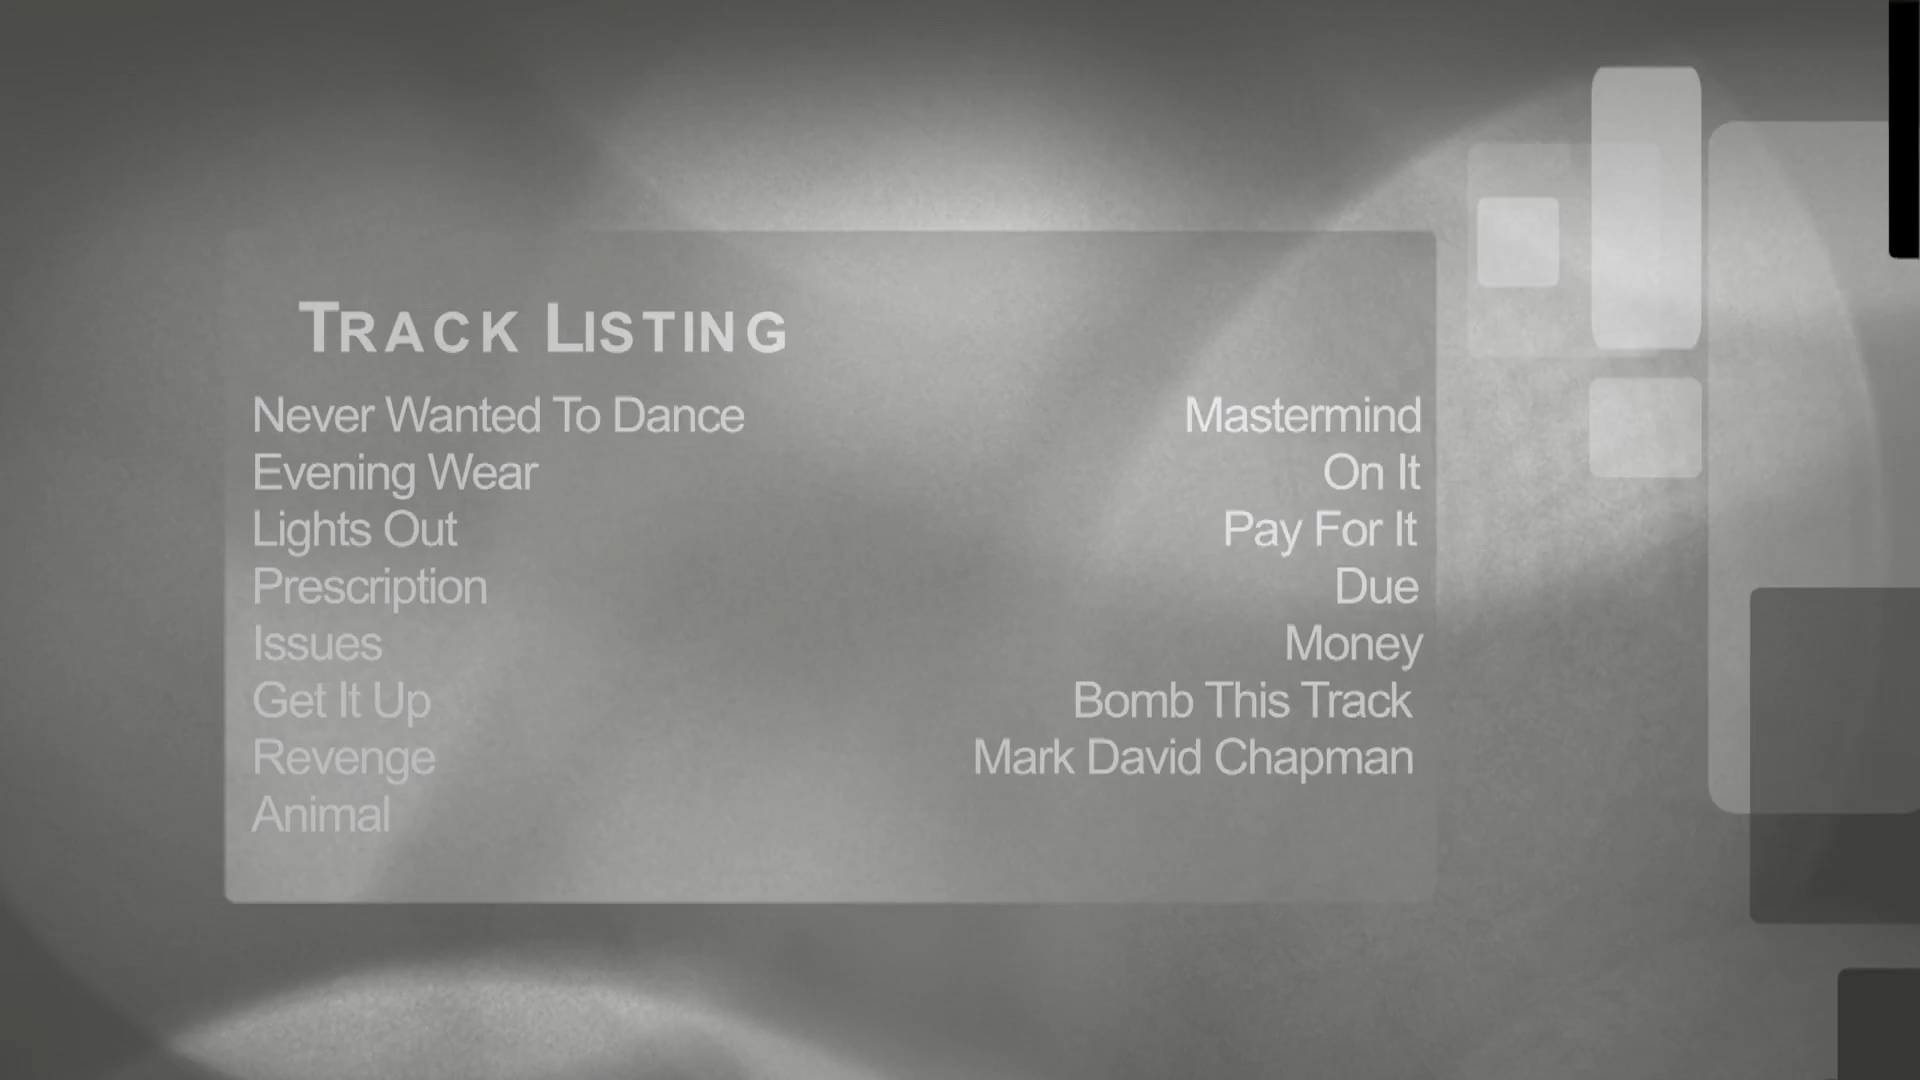 Track Listing
Never Wanted To Dance
Evening Wear
Lights Out
Prescription
Issues
Get It Up
Revenge
Animal
Mastermind
On It
Pay For It
Due
Money
Bomb This Track
Mark David Chapman